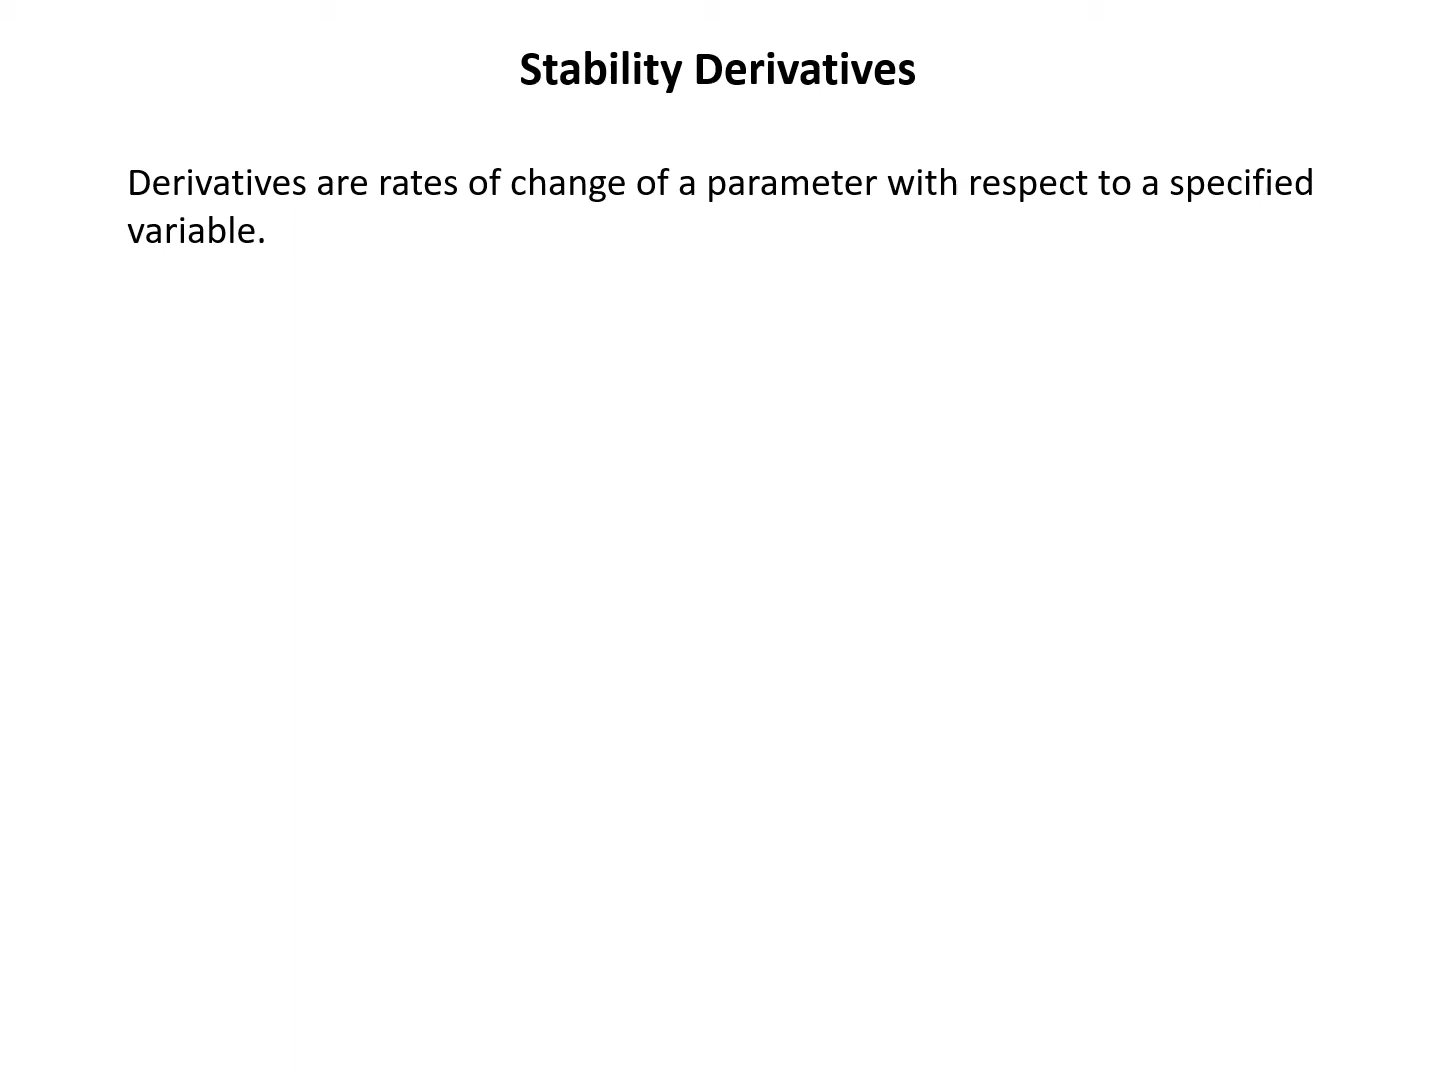 Stability Derivatives
Derivatives are rates of change of a parameter with respect to a specified
variable.